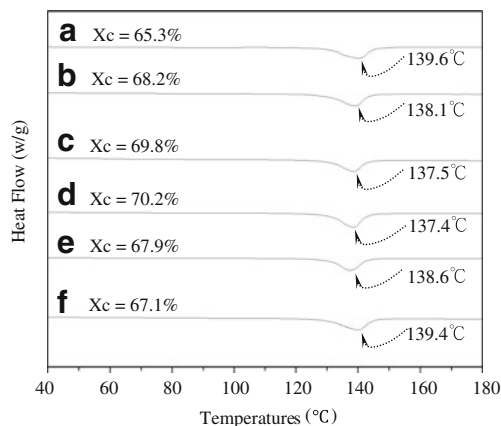 a Xc = 65.3%
139.6℃
b Xc = 68.2%
138.1℃
c Xc = 69.8%
137.5℃
d Xc = 70.2%
137.4℃
e Xc = 67.9%
138.6℃
f Xc = 67.1%
139.4℃
Heat Flow (w/g)
40 60 80 100 120 140 160 180
Temperatures (℃)